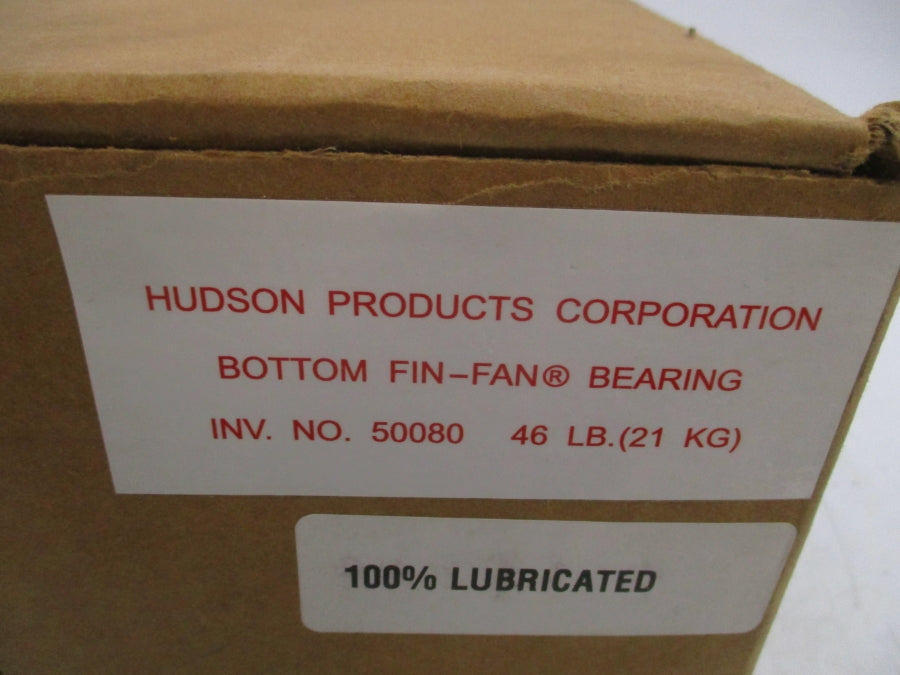 HUDSON PRODUCTS CORPORATION
BOTTOM FIN-FAN® BEARING
INV. NO. 50080 46 LB.(21 KG)
100% LUBRICATED